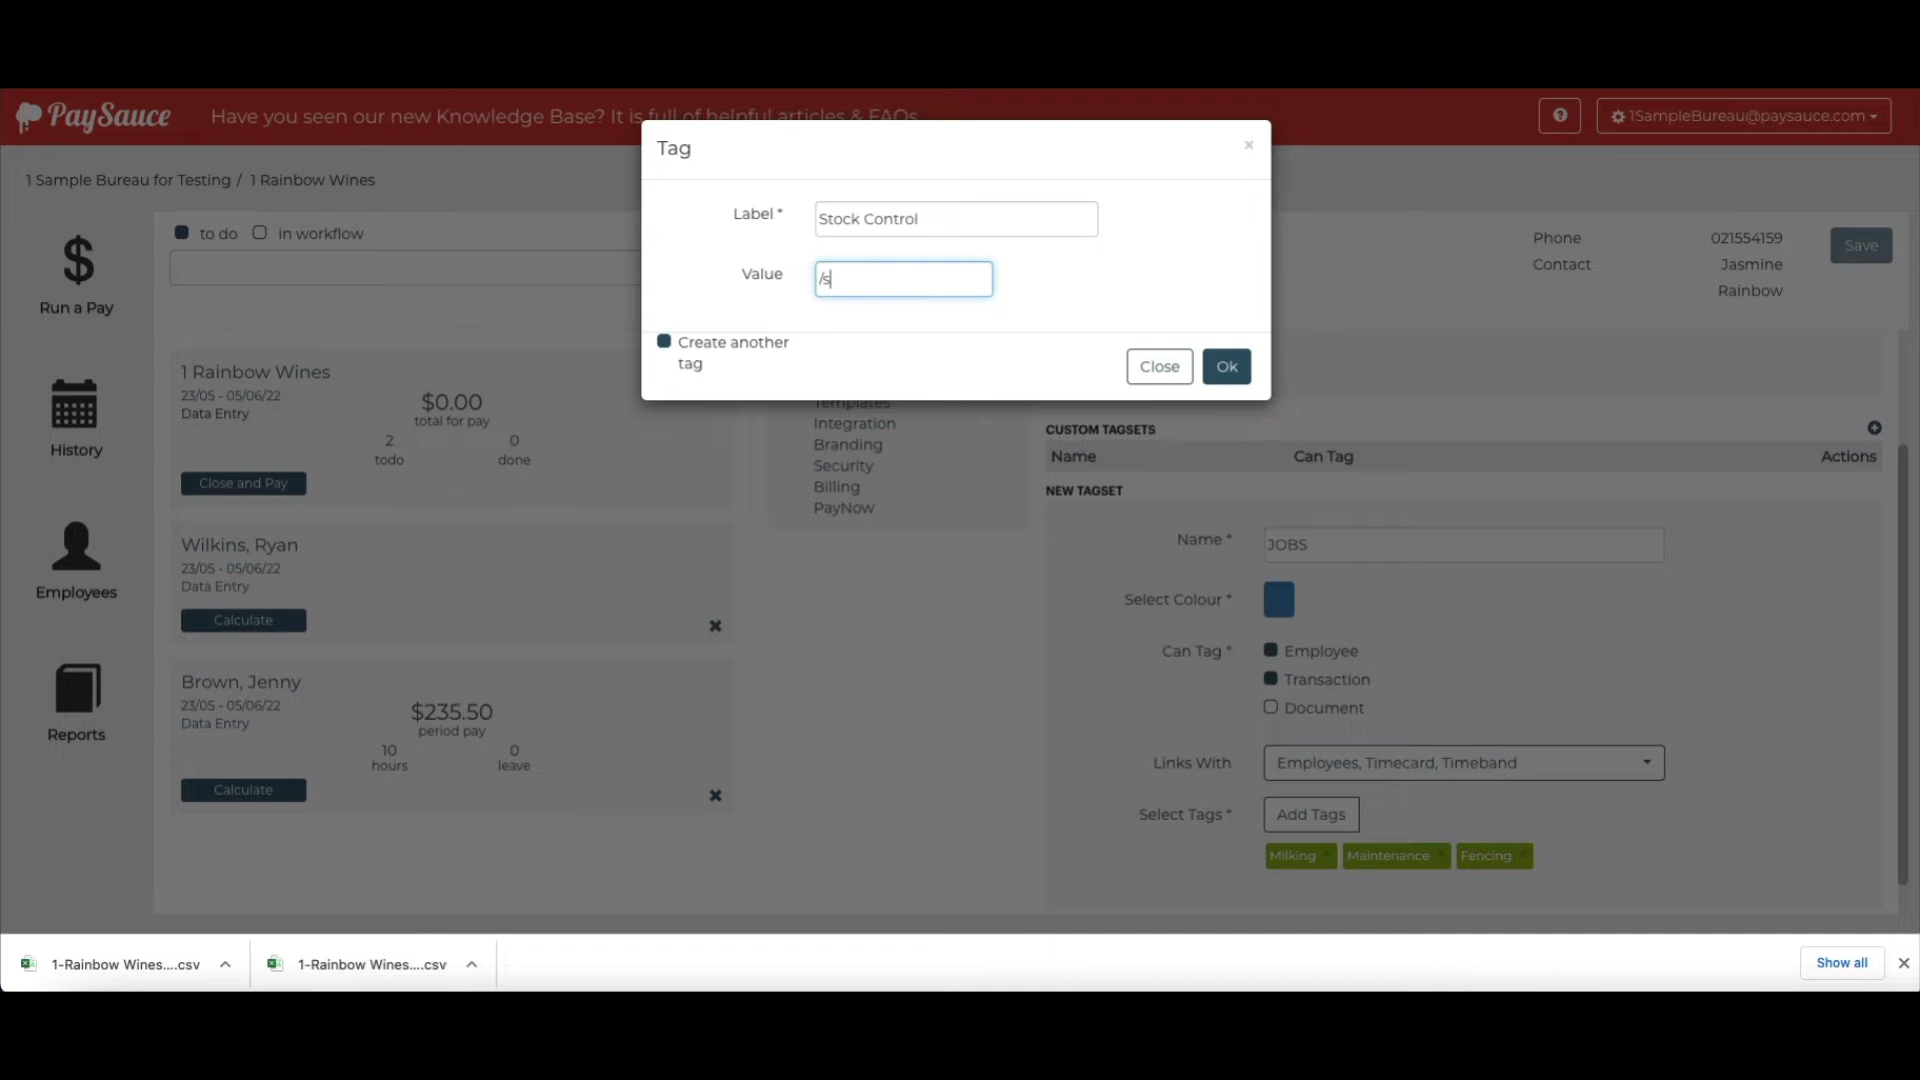 PaySauce
Have you seen our new Knowledge Base? It is full of helpful articles & FAQs
1SampleBureau@paysauce.com
1 Sample Bureau for Testing / 1 Rainbow Wines
Tag
×
Label *
Stock Control
Value
/s
Create another
tag
Close
Ok
Run a Pay
History
Employees
Reports
to do
in workflow
Phone
021554159
Contact
Jasmine
Rainbow
Save
1 Rainbow Wines
23/05 - 05/06/22
Data Entry
$0.00
total for pay
2
todo
0
done
Close and Pay
Wilkins, Ryan
23/05 - 05/06/22
Data Entry
Calculate
Brown, Jenny
23/05 - 05/06/22
Data Entry
$235.50
period pay
10
hours
0
leave
Calculate
Templates
Integration
Branding
Security
Billing
PayNow
CUSTOM TAGSETS
Name
Can Tag
Actions
NEW TAGSET
Name *
JOBS
Select Colour *
Can Tag *
Employee
Transaction
Document
Links With
Employees, Timecard, Timeband
Select Tags *
Add Tags
Milking
Maintenance
Fencing
1-Rainbow Wines....csv
1-Rainbow Wines....csv
Show all